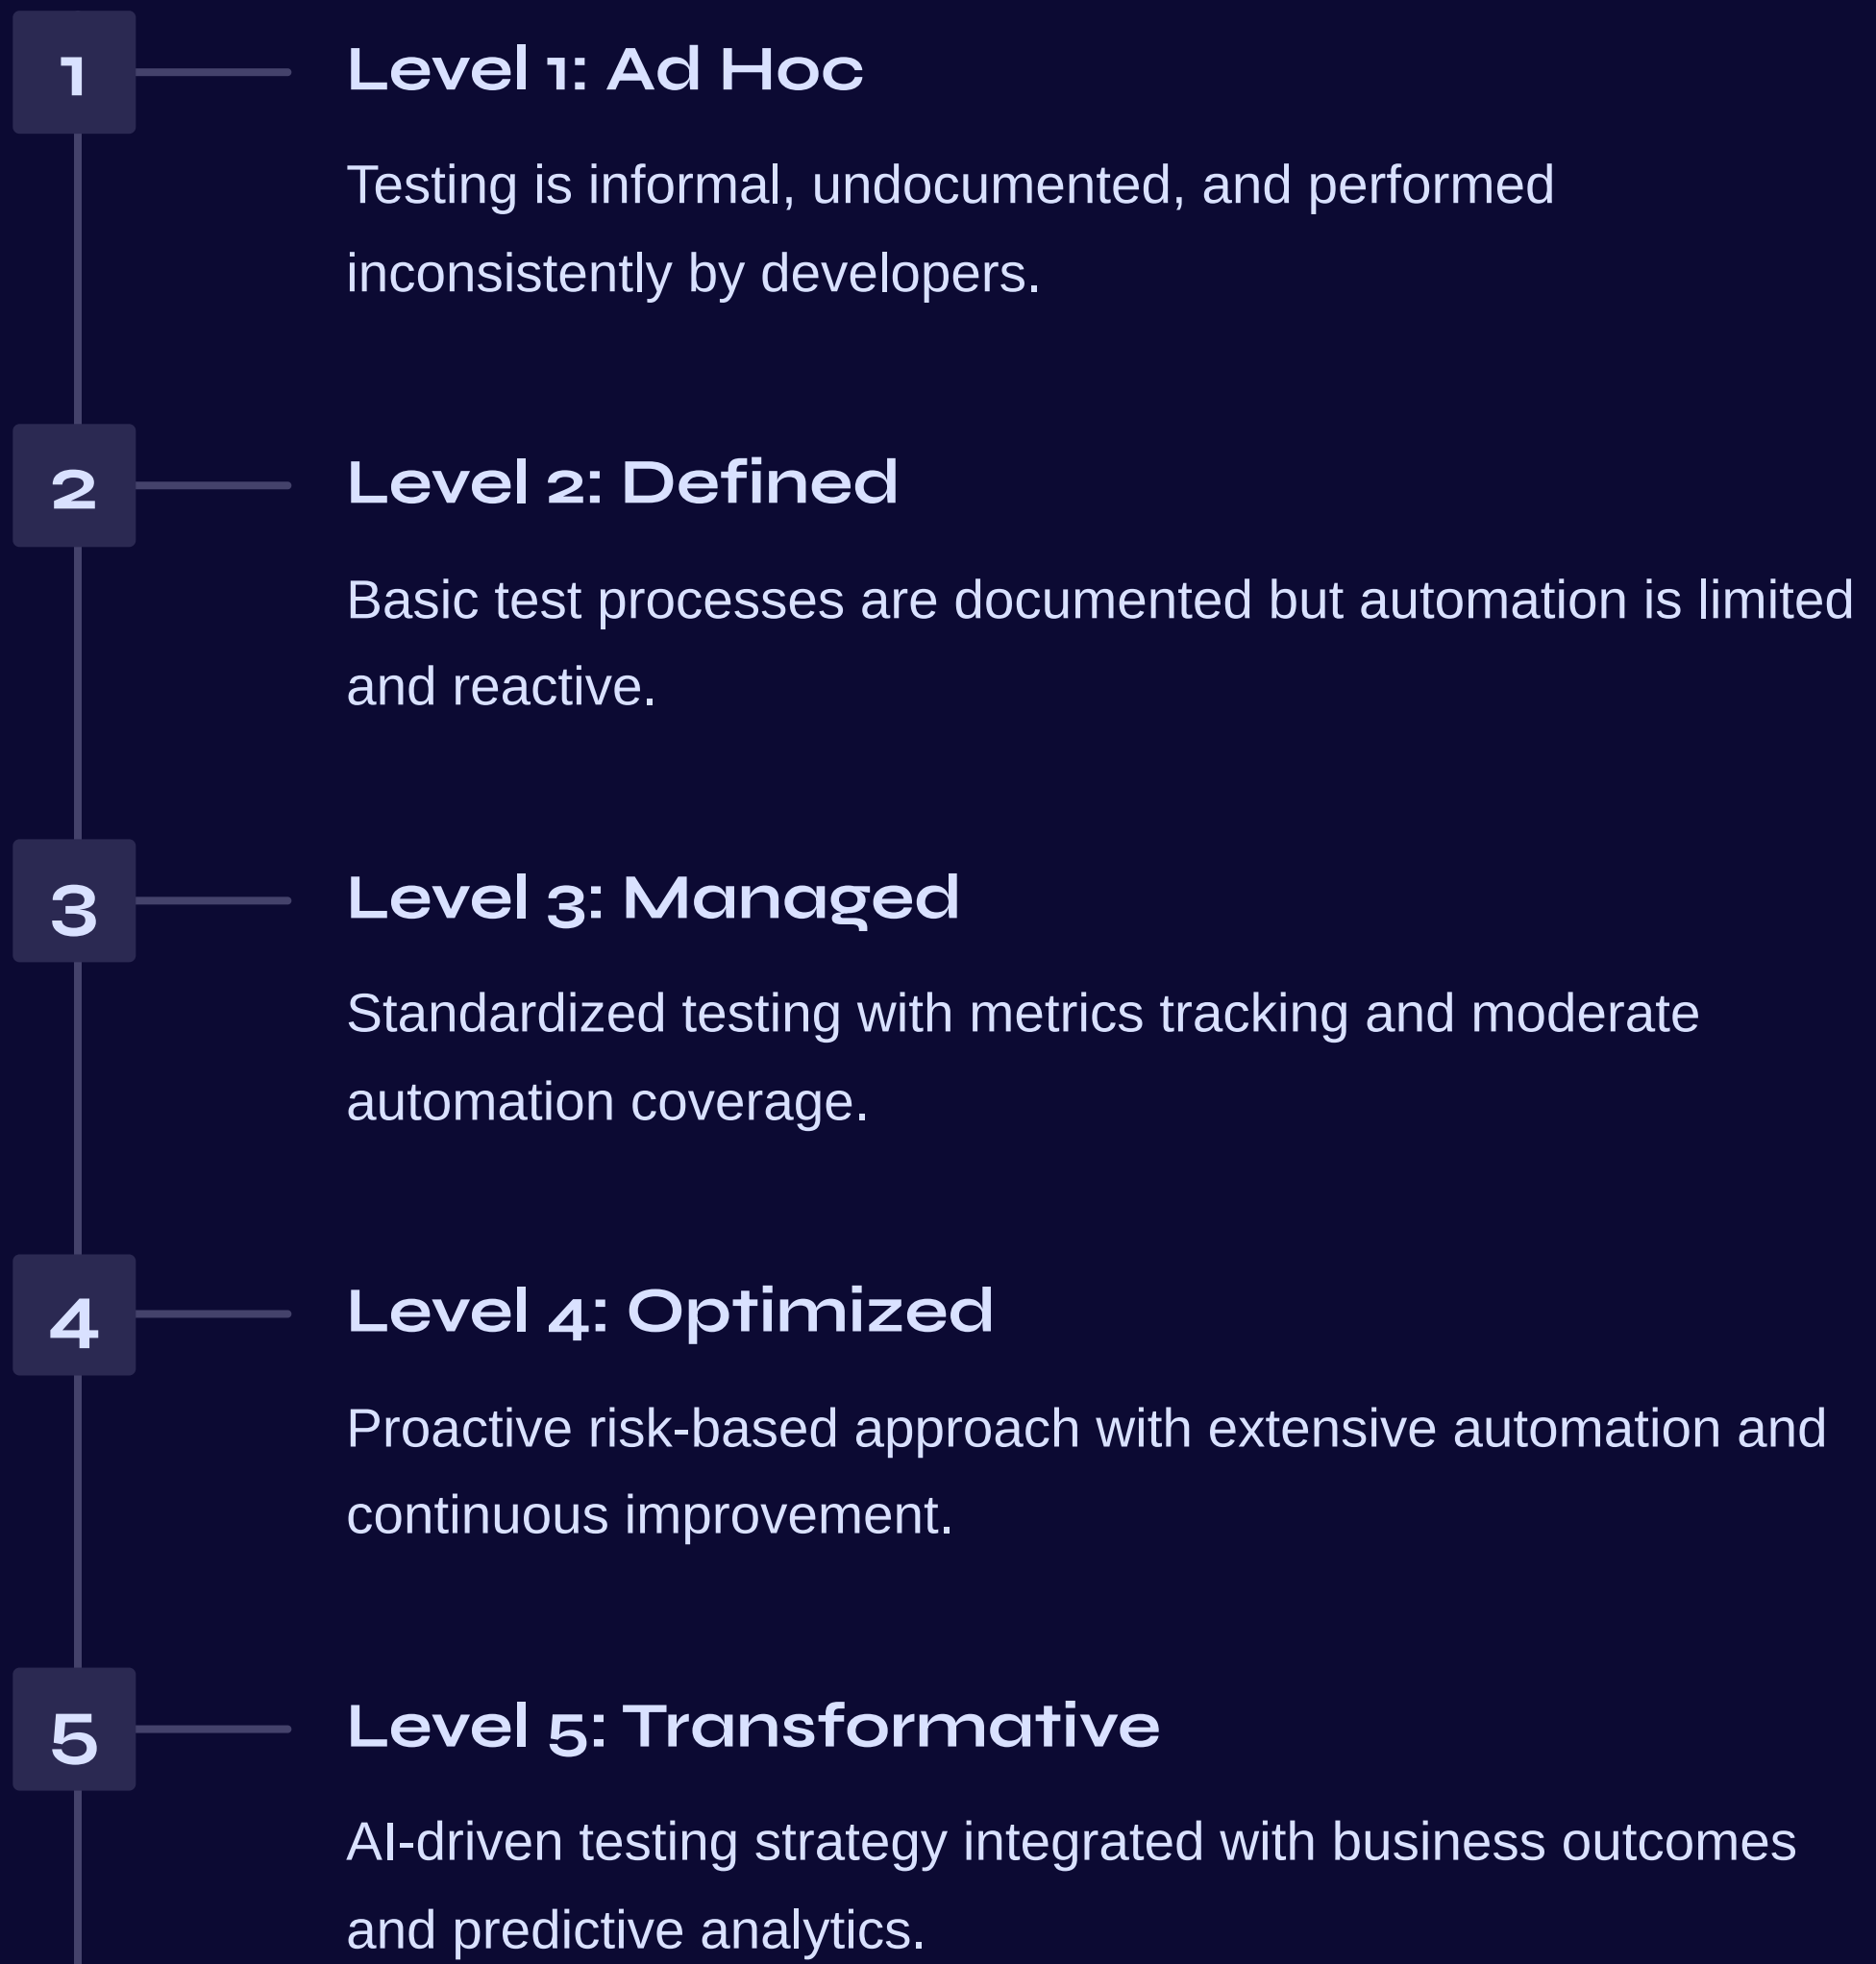 1
Level 1: Ad Hoc
Testing is informal, undocumented, and performed
inconsistently by developers.
2
Level 2: Defined
Basic test processes are documented but automation is limited
and reactive.
3
Level 3: Managed
Standardized testing with metrics tracking and moderate
automation coverage.
4
Level 4: Optimized
Proactive risk-based approach with extensive automation and
continuous improvement.
5
Level 5: Transformative
AI-driven testing strategy integrated with business outcomes
and predictive analytics.